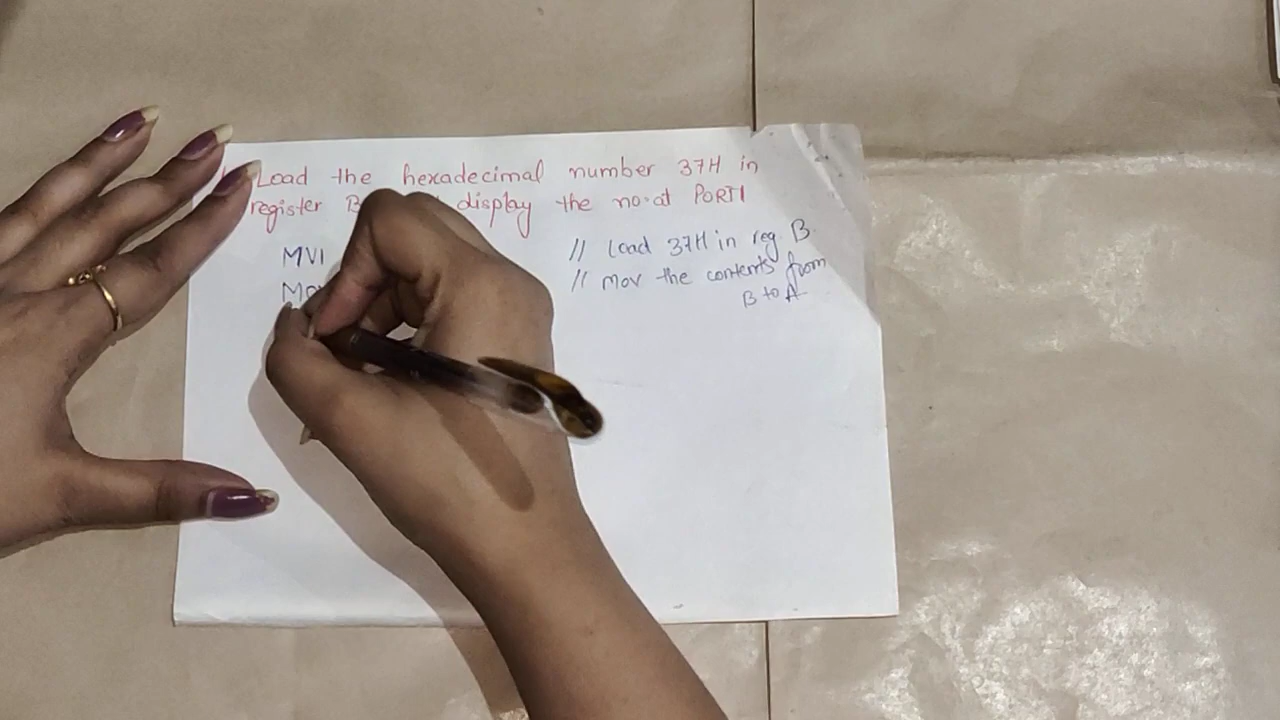 Load the hexadecimal number 37H in
register B display the no. at PORT1
MVI // Load 37H in reg. B
// Mov the contents from
B to A